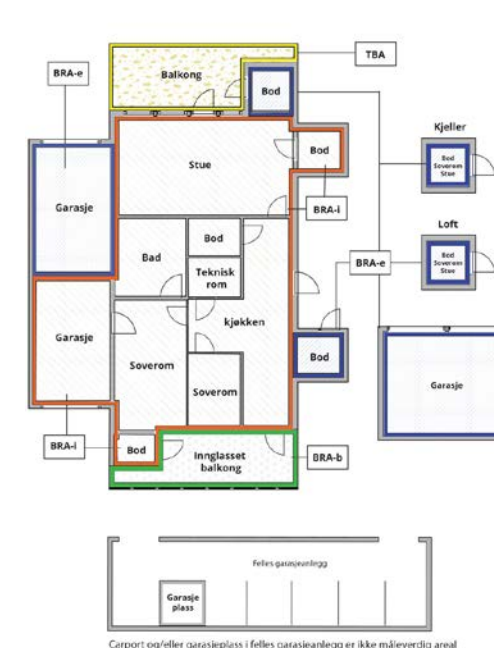 TBA
Balkong
BRA-e
Bod
Kjeller
Bod
Soverom
Stue
Stue
Bod
Garasje
BRA-i
Loft
Bad
Bod
Bod
Soverom
Stue
Teknisk
rom
BRA-e
kjøkken
Garasje
Bod
Soverom
Garasje
Soverom
BRA-i
Bod
Innglasset
balkong
BRA-b
Felles garasjeanlegg
Garasje
plass
Carport og/eller garasjeplass i felles garasjeanlegg er ikke måleverdig areal